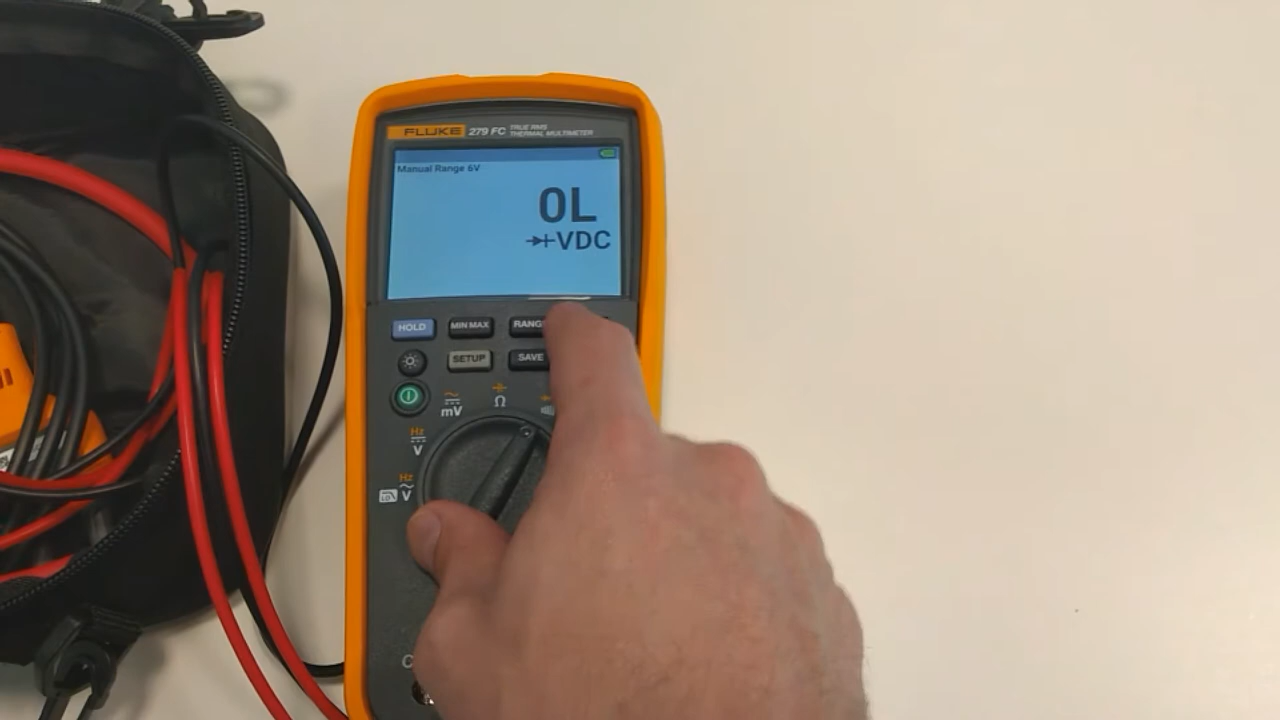 FLUKE 279 FC TRUE RMS
THERMAL MULTIMETER
Manual Range 6V
0L
VDC
HOLD MIN MAX RANGE
SETUP SAVE
mV Ω
Hz
V
Hz
LO V